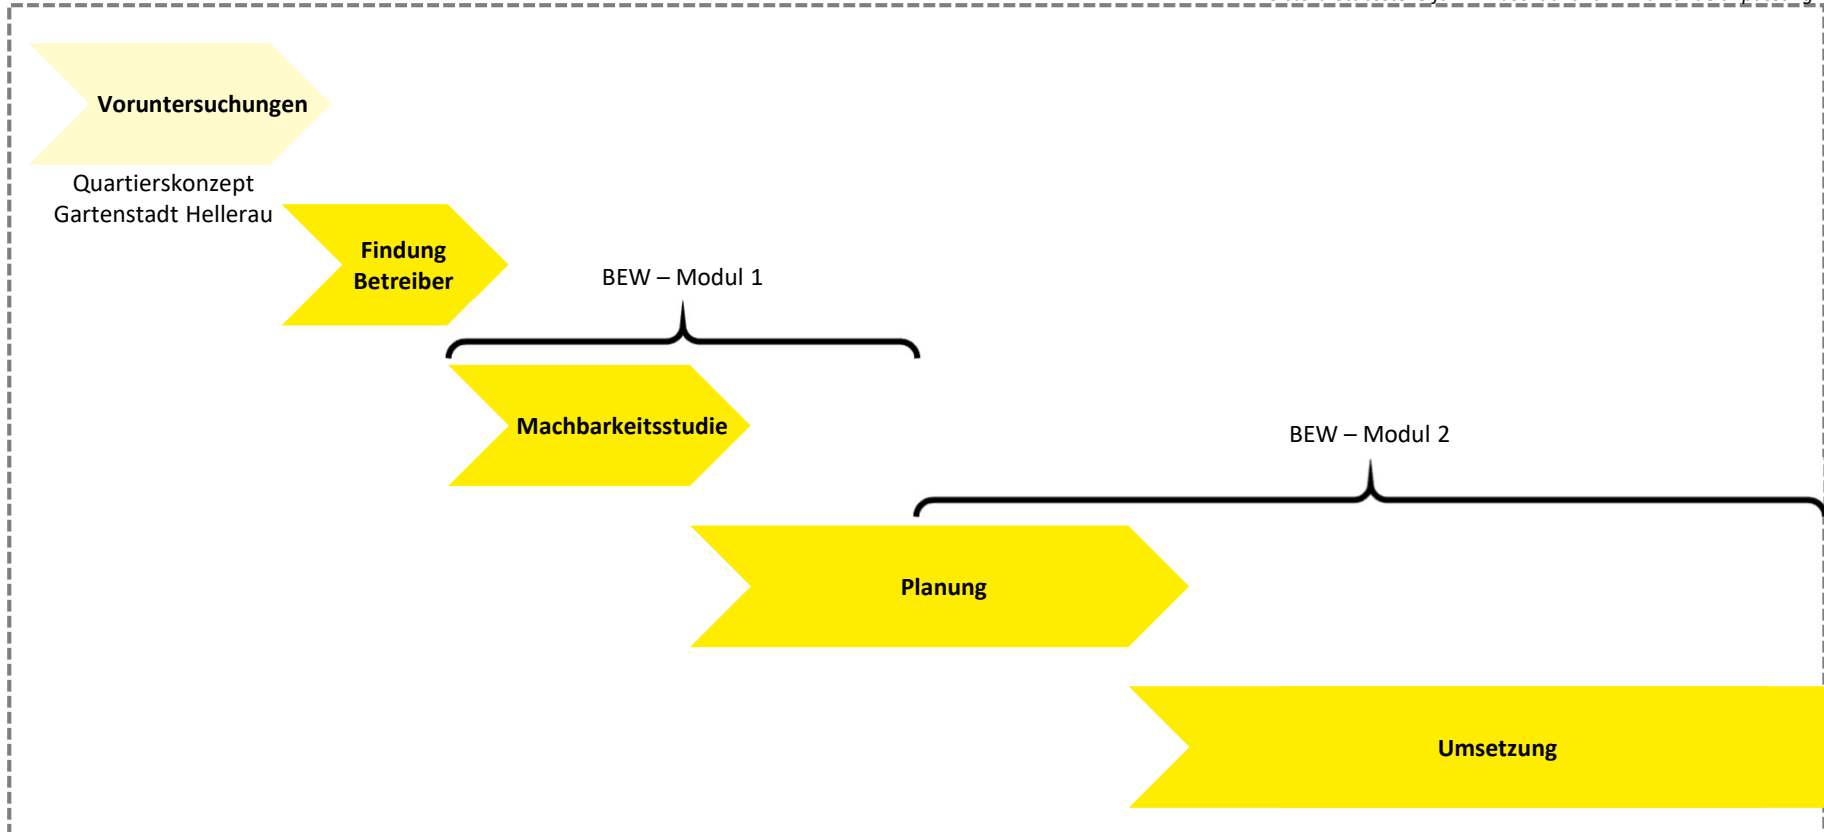 Voruntersuchungen
Quartierskonzept
Gartenstadt Hellerau
Findung
Betreiber
BEW – Modul 1
Machbarkeitsstudie
BEW – Modul 2
Planung
Umsetzung